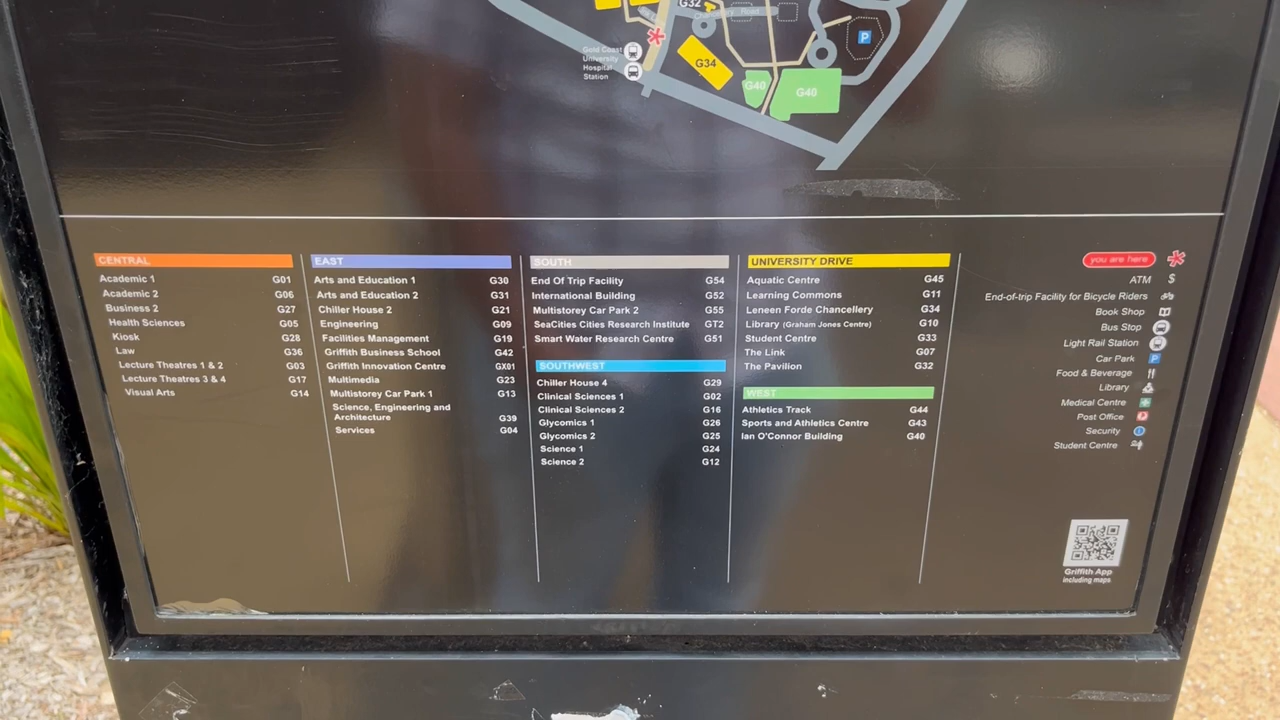 G32
Chancellory Road
P
Gold Coast
University
Hospital
Station
G34
G40
G40
CENTRAL
Academic 1 G01
Academic 2 G06
Business 2 G27
Health Sciences G05
Kiosk G28
Law G36
Lecture Theatres 1 & 2 G03
Lecture Theatres 3 & 4 G17
Visual Arts G14
EAST
Arts and Education 1 G30
Arts and Education 2 G31
Chiller House 2 G21
Engineering G09
Facilities Management G19
Griffith Business School G42
Griffith Innovation Centre GX01
Multimedia G23
Multistorey Car Park 1 G13
Science, Engineering and
Architecture G39
Services G04
SOUTH
End Of Trip Facility G54
International Building G52
Multistorey Car Park 2 G55
SeaCities Cities Research Institute GT2
Smart Water Research Centre G51
SOUTHWEST
Chiller House 4 G29
Clinical Sciences 1 G02
Clinical Sciences 2 G16
Glycomics 1 G26
Glycomics 2 G25
Science 1 G24
Science 2 G12
UNIVERSITY DRIVE
Aquatic Centre G45
Learning Commons G11
Leneen Forde Chancellery G34
Library (Graham Jones Centre) G10
Student Centre G33
The Link G07
The Pavilion G32
WEST
Athletics Track G44
Sports and Athletics Centre G43
Ian O'Connor Building G40
you are here
ATM $
End-of-trip Facility for Bicycle Riders
Book Shop
Bus Stop
Light Rail Station
Car Park P
Food & Beverage
Library
Medical Centre
Post Office
Security
Student Centre
Griffith App
including maps